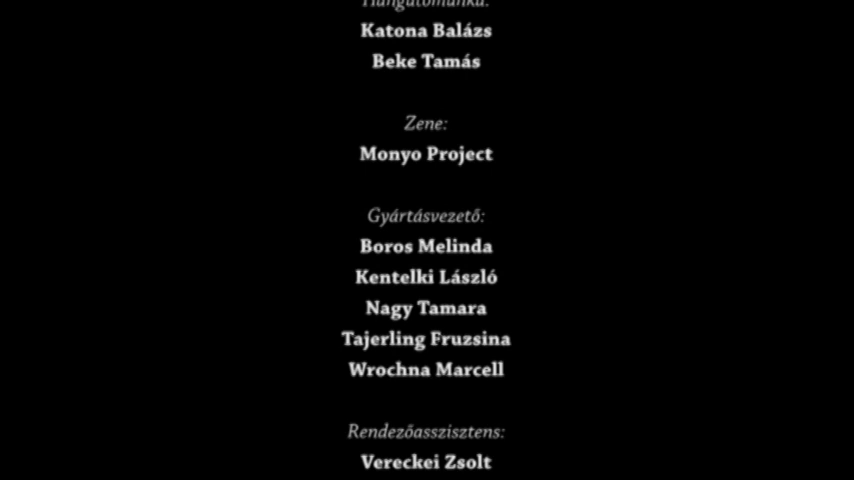 Hangutómunka:
Katona Balázs
Beke Tamás
Zene:
Monyo Project
Gyártásvezető:
Boros Melinda
Kentelki László
Nagy Tamara
Tajerling Fruzsina
Wrochna Marcell
Rendezőasszisztens:
Vereckei Zsolt